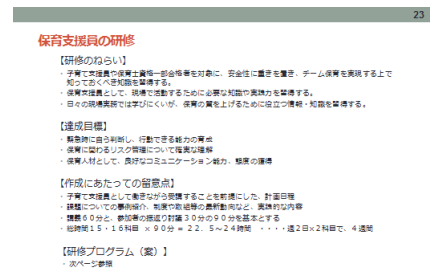 23
保育支援員の研修
【研修のねらい】
・子育て支援員や保育士資格一部合格者を対象に、安全性に重きを置き、チーム保育を実現する上で
知っておくべき知識を習得する。
・保育支援員として、現場で活動するために必要な知識や実践力を習得する。
・日々の現場実務では学びにくいが、保育の質を上げるために役立つ情報・知識を習得する。
【達成目標】
・緊急時に自ら判断し、行動できる能力の育成
・保育に関わるリスク管理について確実な理解
・保育人材として、良好なコミュニケーション能力、態度の獲得
【作成にあたっての留意点】
・子育て支援員として働きながら受講することを前提にした、計画日程
・課題についての事例紹介、制度や取組等の最新動向など、実践的な内容
・講義６０分と、参加者の振返り討議３０分の９０分を基本とする
・総時間１５・１６科目 × ９０分 = ２２．５～２４時間 ・・・・週２日×２科目で、４週間
【研修プログラム（案）】
・次ページ参照